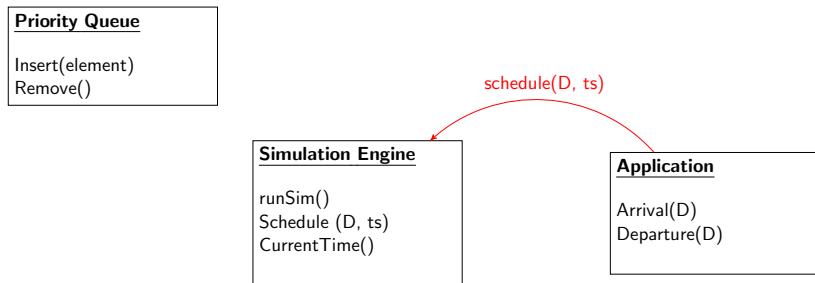 Priority Queue
Insert(element)
Remove()
schedule(D, ts)
Simulation Engine
runSim()
Schedule (D, ts)
CurrentTime()
Application
Arrival(D)
Departure(D)